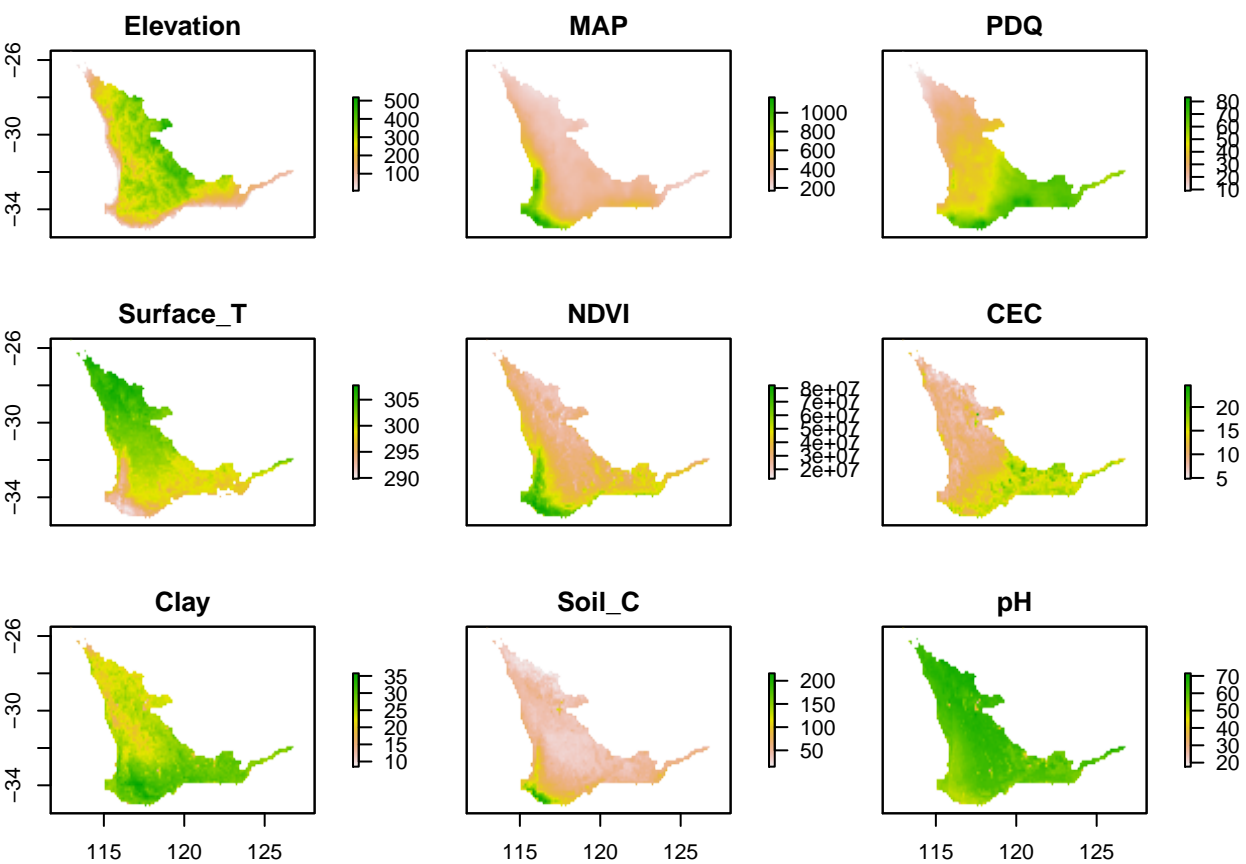 Elevation
MAP
PDQ
−26
−30
−34
500
400
300
200
100
1000
800
600
400
200
80
70
60
50
40
30
20
10
Surface_T
NDVI
CEC
−26
−30
−34
305
300
295
290
8e+07
7e+07
6e+07
5e+07
4e+07
3e+07
2e+07
20
15
10
5
Clay
Soil_C
pH
−26
−30
−34
35
30
25
20
15
10
200
150
100
50
70
60
50
40
30
20
115 120 125
115 120 125
115 120 125